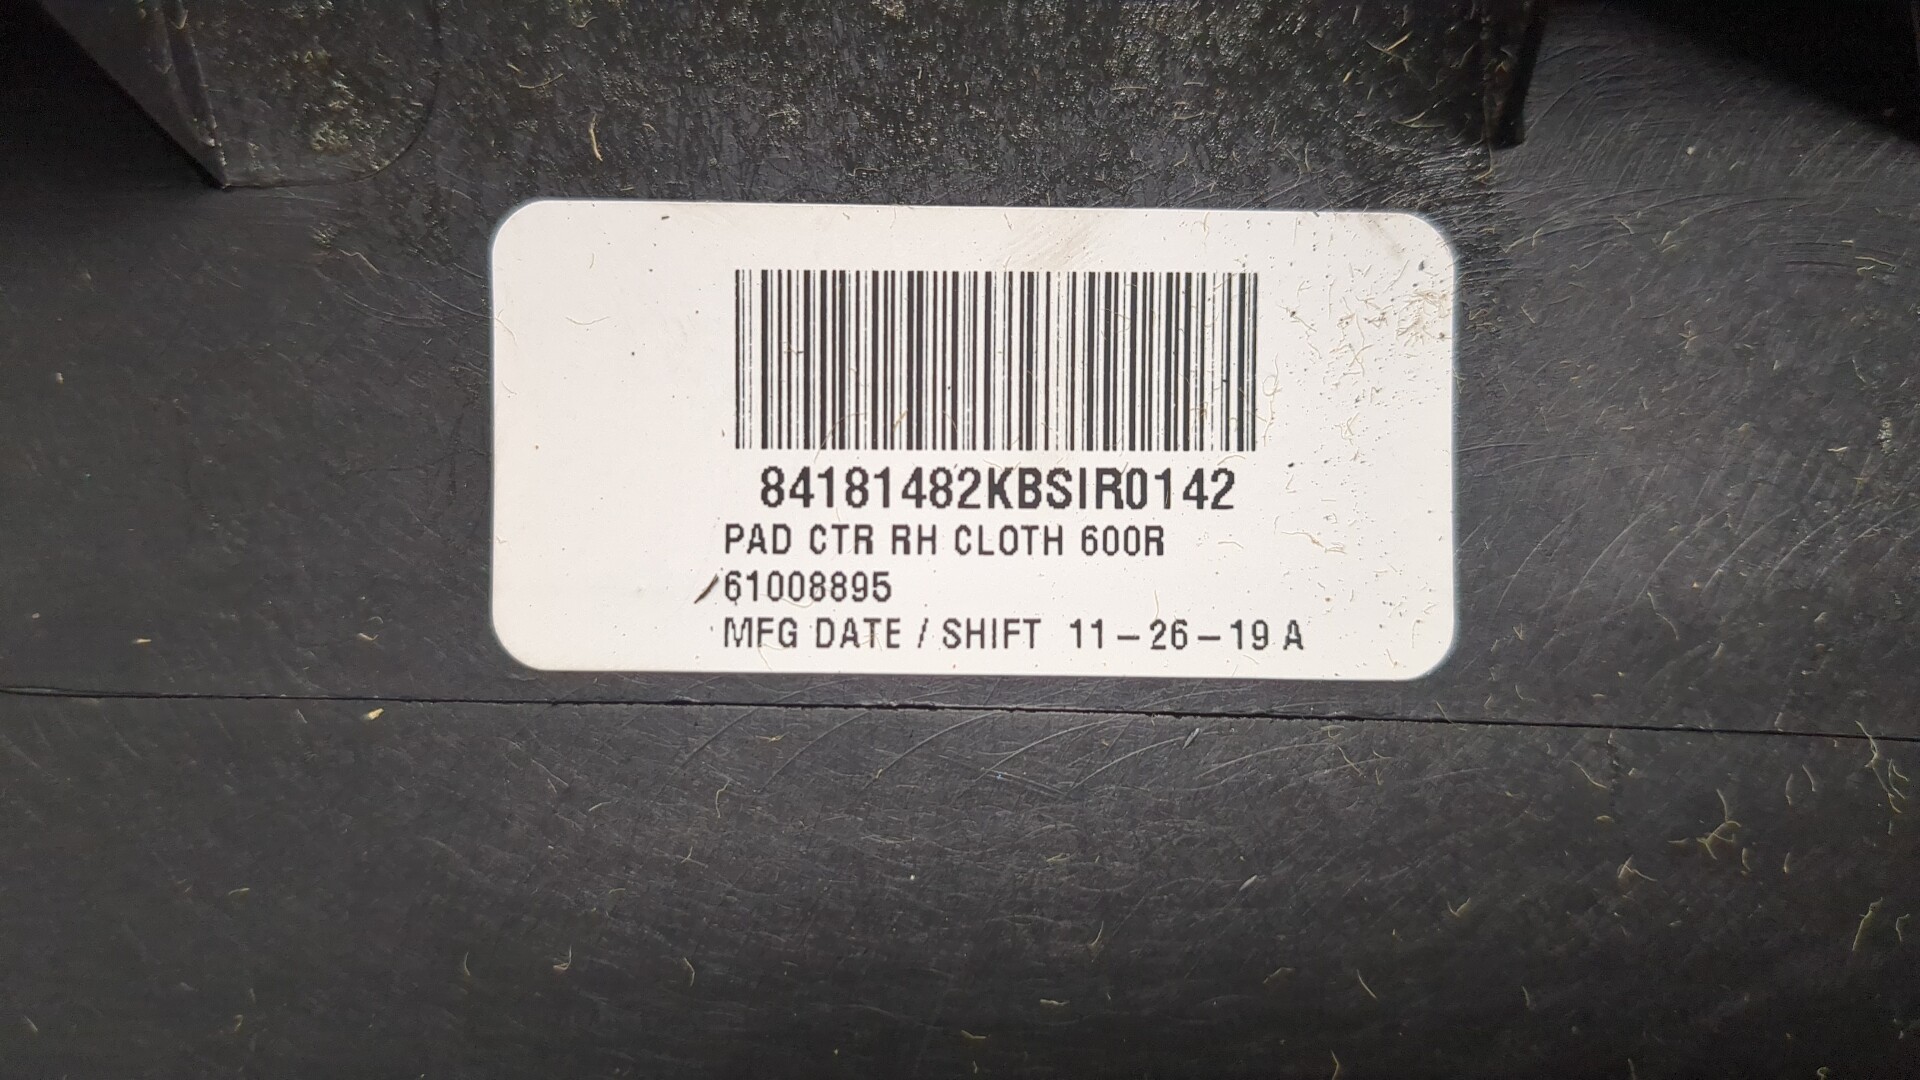 84181482KBSIR0142
PAD CTR RH CLOTH 600R
61008895
MFG DATE / SHIFT 11-26-19 A